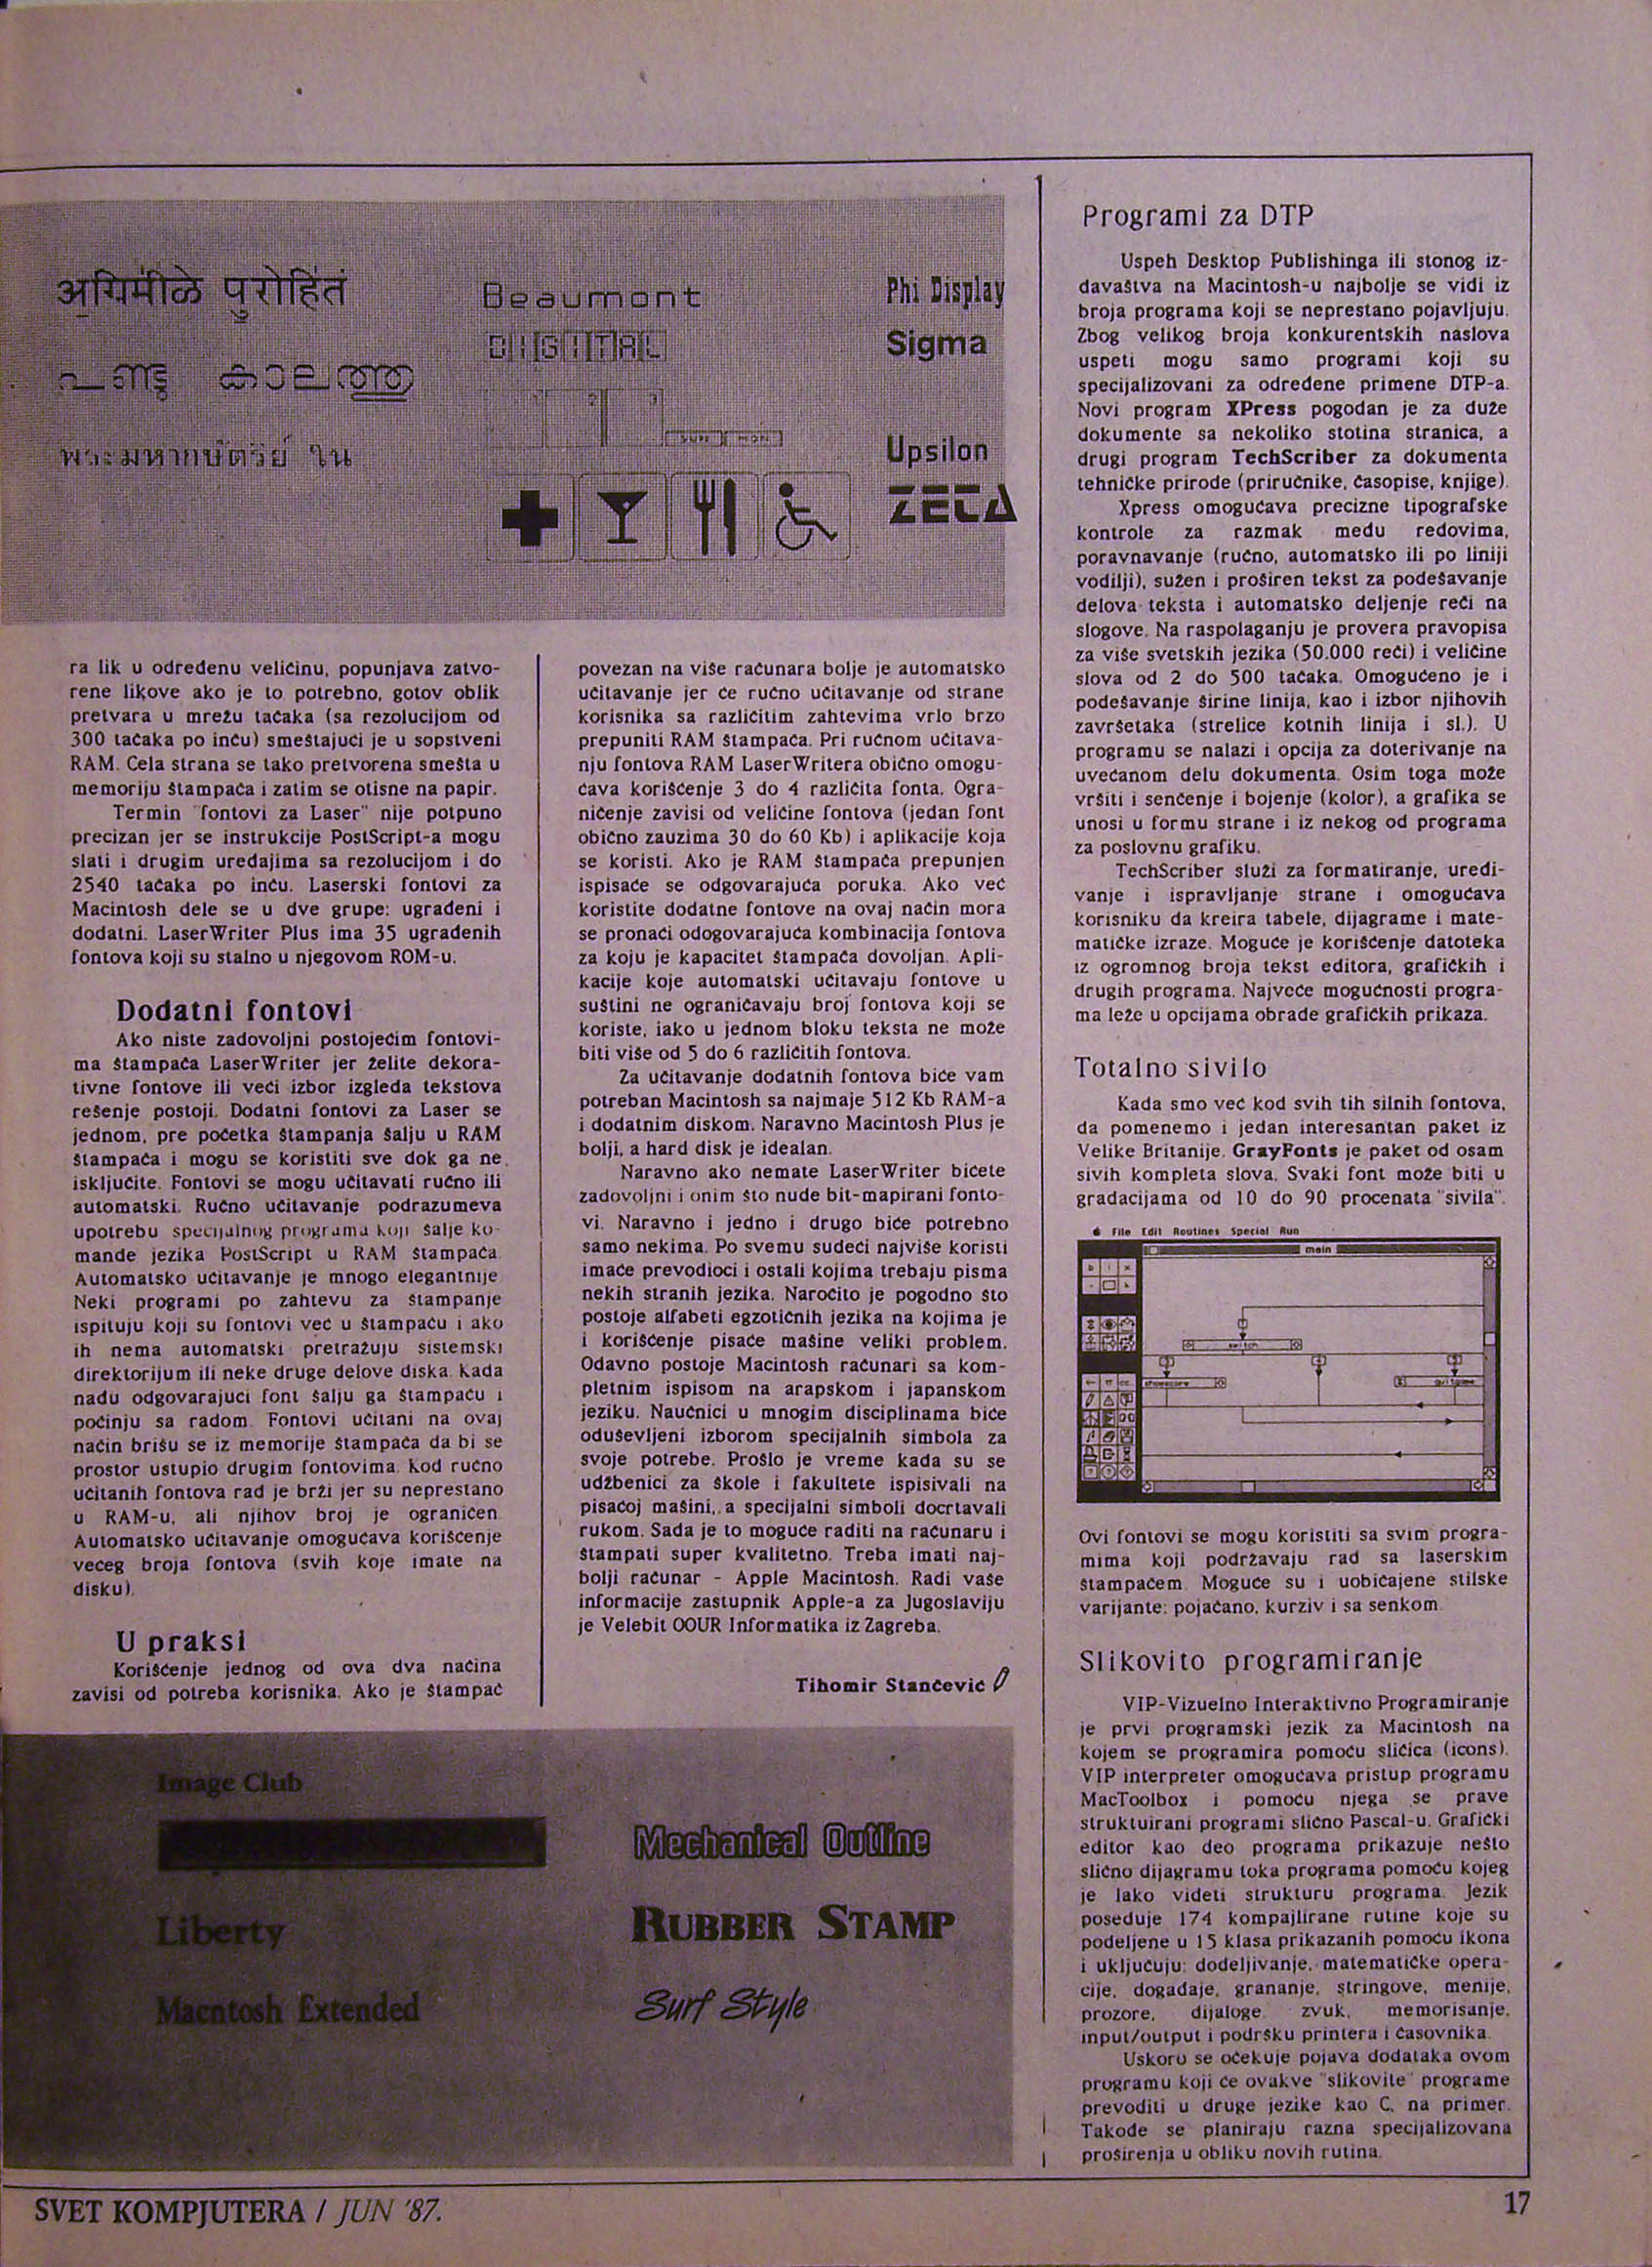 अग्निमीळे पुरोहितं
പണ്ടു കാലത്തു
พระมหากษัตริย์ ใน
Beaumont
DIGITAL
1 2 3
SUN MON
Phi Display
Sigma
Upsilon
ZETA
ra lik u određenu veličinu, popunjava zatvo-
rene likove ako je to potrebno, gotov oblik
pretvara u mrežu tačaka (sa rezolucijom od
300 tačaka po inču) smeštajući je u sopstveni
RAM. Cela strana se tako pretvorena smešta u
memoriju štampača i zatim se otisne na papir.
Termin "fontovi za Laser" nije potpuno
precizan jer se instrukcije PostScript-a mogu
slati i drugim uređajima sa rezolucijom i do
2540 tačaka po inču. Laserski fontovi za
Macintosh dele se u dve grupe: ugrađeni i
dodatni. LaserWriter Plus ima 35 ugrađenih
fontova koji su stalno u njegovom ROM-u.
Dodatni fontovi
Ako niste zadovoljni postojećim fontovi-
ma štampača LaserWriter jer želite dekora-
tivne fontove ili veći izbor izgleda tekstova
rešenje postoji. Dodatni fontovi za Laser se
jednom, pre početka štampanja šalju u RAM
štampača i mogu se koristiti sve dok ga ne
isključite. Fontovi se mogu učitavati ručno ili
automatski. Ručno učitavanje podrazumeva
upotrebu specijalnog programa koji šalje ko-
mande jezika PostScript u RAM štampača.
Automatsko učitavanje je mnogo elegantnije.
Neki programi po zahtevu za štampanje
ispituju koji su fontovi već u štampaču i ako
ih nema automatski pretražuju sistemski
direktorijum ili neke druge delove diska. Kada
nađu odgovarajući font šalju ga štampaču i
počinju sa radom. Fontovi učitani na ovaj
način brišu se iz memorije štampača da bi se
prostor ustupio drugim fontovima. Kod ručno
učitanih fontova rad je brži jer su neprestano
u RAM-u, ali njihov broj je ograničen.
Automatsko učitavanje omogućava korišćenje
većeg broja fontova (svih koje imate na
disku).
U praksi
Korišćenje jednog od ova dva načina
zavisi od potreba korisnika. Ako je štampač
povezan na više računara bolje je automatsko
učitavanje jer će ručno učitavanje od strane
korisnika sa različitim zahtevima vrlo brzo
prepuniti RAM štampača. Pri ručnom učitava-
nju fontova RAM LaserWritera obično omogu-
ćava korišćenje 3 do 4 različita fonta. Ogra-
ničenje zavisi od veličine fontova (jedan font
obično zauzima 30 do 60 Kb) i aplikacije koja
se koristi. Ako je RAM štampača prepunjen
ispisaće se odgovarajuća poruka. Ako već
koristite dodatne fontove na ovaj način mora
se pronaći odogovarajuća kombinacija fontova
za koju je kapacitet štampača dovoljan. Apli-
kacije koje automatski učitavaju fontove u
suštini ne ograničavaju broj fontova koji se
koriste, iako u jednom bloku teksta ne može
biti više od 5 do 6 različitih fontova.
Za učitavanje dodatnih fontova biće vam
potreban Macintosh sa najmaje 512 Kb RAM-a
i dodatnim diskom. Naravno Macintosh Plus je
bolji, a hard disk je idealan.
Naravno ako nemate LaserWriter bićete
zadovoljni i onim što nude bit-mapirani fonto-
vi. Naravno i jedno i drugo biće potrebno
samo nekima. Po svemu sudeći najviše koristi
imaće prevodioci i ostali kojima trebaju pisma
nekih stranih jezika. Naročito je pogodno što
postoje alfabeti egzotičnih jezika na kojima je
i korišćenje pisaće mašine veliki problem.
Odavno postoje Macintosh računari sa kom-
pletnim ispisom na arapskom i japanskom
jeziku. Naučnici u mnogim disciplinama biće
oduševljeni izborom specijalnih simbola za
svoje potrebe. Prošlo je vreme kada su se
udžbenici za škole i fakultete ispisivali na
pisaćoj mašini, a specijalni simboli docrtavali
rukom. Sada je to moguće raditi na računaru i
štampati super kvalitetno. Treba imati naj-
bolji računar - Apple Macintosh. Radi vaše
informacije zastupnik Apple-a za Jugoslaviju
je Velebit OOUR Informatika iz Zagreba.
Tihomir Stančević
Image Club
Liberty
Macntosh Extended
Mechanical Outline
RUBBER STAMP
Surf Style
Programi za DTP
Uspeh Desktop Publishinga ili stonog iz-
davaštva na Macintosh-u najbolje se vidi iz
broja programa koji se neprestano pojavljuju.
Zbog velikog broja konkurentskih naslova
uspeti mogu samo programi koji su
specijalizovani za određene primene DTP-a.
Novi program XPress pogodan je za duže
dokumente sa nekoliko stotina stranica, a
drugi program TechScriber za dokumenta
tehničke prirode (priručnike, časopise, knjige).
Xpress omogućava precizne tipografske
kontrole za razmak među redovima,
poravnavanje (ručno, automatsko ili po liniji
vodilji), sužen i proširen tekst za podešavanje
delova teksta i automatsko deljenje reči na
slogove. Na raspolaganju je provera pravopisa
za više svetskih jezika (50.000 reči) i veličine
slova od 2 do 500 tačaka. Omogućeno je i
podešavanje širine linija, kao i izbor njihovih
završetaka (strelice kotnih linija i sl.). U
programu se nalazi i opcija za doterivanje na
uvećanom delu dokumenta. Osim toga može
vršiti i senčenje i bojenje (kolor), a grafika se
unosi u formu strane i iz nekog od programa
za poslovnu grafiku.
TechScriber služi za formatiranje, uređi-
vanje i ispravljanje strane i omogućava
korisniku da kreira tabele, dijagrame i mate-
matičke izraze. Moguće je korišćenje datoteka
iz ogromnog broja tekst editora, grafičkih i
drugih programa. Najveće mogućnosti progra-
ma leže u opcijama obrade grafičkih prikaza.
Totalno sivilo
Kada smo već kod svih tih silnih fontova,
da pomenemo i jedan interesantan paket iz
Velike Britanije. GrayFonts je paket od osam
sivih kompleta slova. Svaki font može biti u
gradacijama od 10 do 90 procenata "sivila".
File Edit Routines Special Run
main
switch
Ovi fontovi se mogu koristiti sa svim progra-
mima koji podržavaju rad sa laserskim
štampačem. Moguće su i uobičajene stilske
varijante: pojačano, kurziv i sa senkom.
Slikovito programiranje
VIP-Vizuelno Interaktivno Programiranje
je prvi programski jezik za Macintosh na
kojem se programira pomoću sličica (icons).
VIP interpreter omogućava pristup programu
MacToolbox i pomoću njega se prave
struktuirani programi slično Pascal-u. Grafički
editor kao deo programa prikazuje nešto
slično dijagramu toka programa pomoću kojeg
je lako videti strukturu programa. Jezik
poseduje 174 kompajlirane rutine koje su
podeljene u 15 klasa prikazanih pomoću ikona
i uključuju: dodeljivanje, matematičke opera-
cije, događaje, grananje, stringove, menije,
prozore, dijaloge, zvuk, memorisanje,
input/output i podršku printera i časovnika.
Uskoro se očekuje pojava dodataka ovom
programu koji će ovakve "slikovite" programe
prevoditi u druge jezike kao C, na primer.
Takođe se planiraju razna specijalizovana
proširenja u obliku novih rutina.
SVET KOMPJUTERA / JUN '87.
17